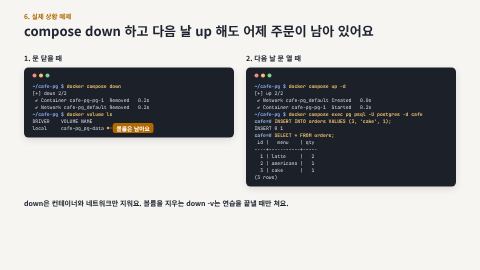 6. 실제 상황 예제
compose down 하고 다음 날 up 해도 어제 주문이 남아 있어요
1. 문 닫을 때
~/cafe-pg $ docker compose down
[+] down 2/2
✔ Container cafe-pg-pg-1 Removed 0.2s
✔ Network cafe-pg_default Removed 0.2s
~/cafe-pg $ docker volume ls
DRIVER VOLUME NAME
local cafe-pg_pg-data
볼륨은 남아요
2. 다음 날 문 열 때
~/cafe-pg $ docker compose up -d
[+] up 2/2
✔ Network cafe-pg_default Created 0.0s
✔ Container cafe-pg-pg-1 Started 0.2s
~/cafe-pg $ docker compose exec pg psql -U postgres -d cafe
cafe=# INSERT INTO orders VALUES (3, 'cake', 1);
INSERT 0 1
cafe=# SELECT * FROM orders;
id | menu | qty
----+-----------+-----
1 | latte | 2
2 | americano | 1
3 | cake | 1
(3 rows)
down은 컨테이너와 네트워크만 지워요. 볼륨을 지우는 down -v는 연습을 끝낼 때만 쳐요.